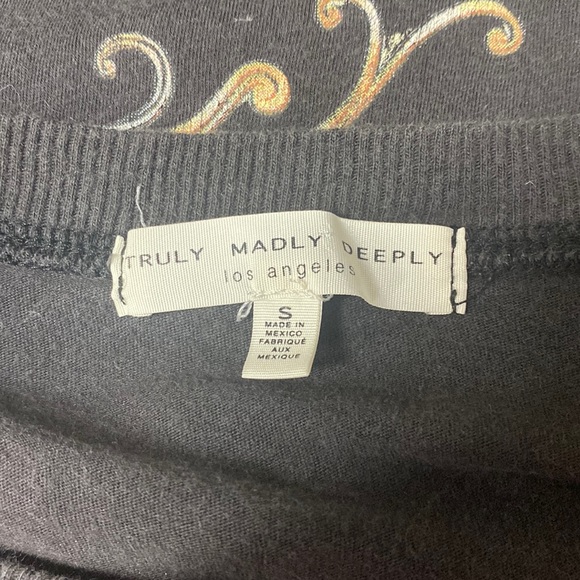 TRULY MADLY DEEPLY
los angeles
S
MADE IN
MEXICO
FABRIQUÉ
AUX
MEXIQUE